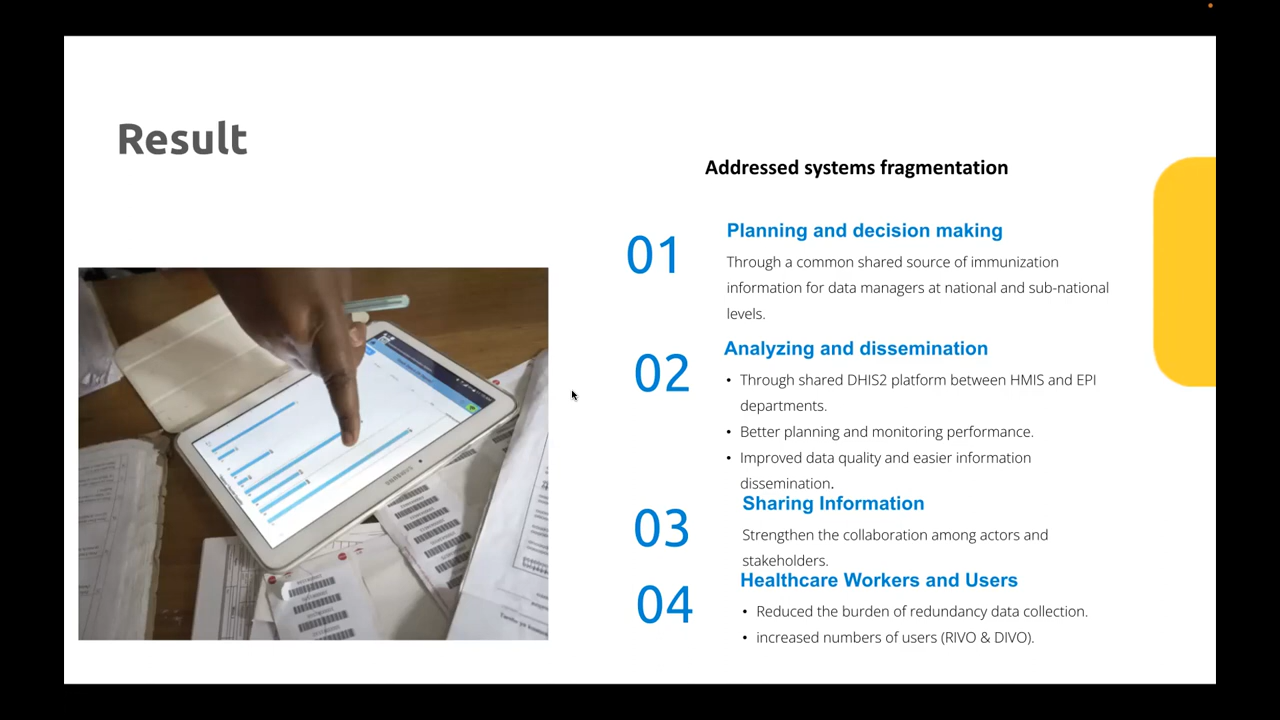 Result
Addressed systems fragmentation
01
Planning and decision making
Through a common shared source of immunization
information for data managers at national and sub-national
levels.
02
Analyzing and dissemination
• Through shared DHIS2 platform between HMIS and EPI
departments.
• Better planning and monitoring performance.
• Improved data quality and easier information
dissemination.
03
Sharing Information
Strengthen the collaboration among actors and
stakeholders.
04
Healthcare Workers and Users
• Reduced the burden of redundancy data collection.
• increased numbers of users (RIVO & DIVO).
SAMSUNG